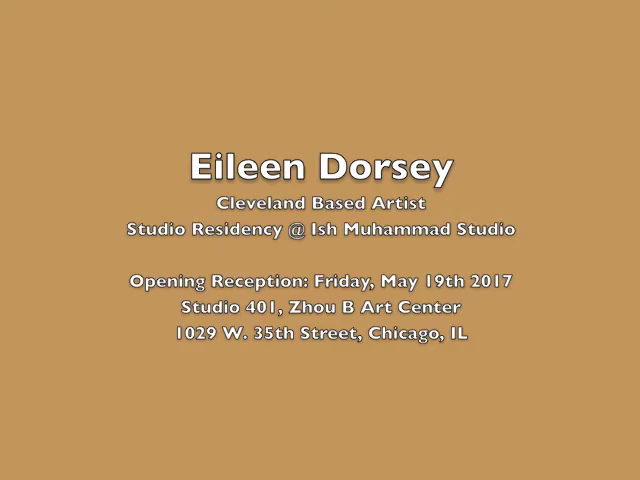 Eileen Dorsey
Cleveland Based Artist
Studio Residency @ Ish Muhammad Studio
Opening Reception: Friday, May 19th 2017
Studio 401, Zhou B Art Center
1029 W. 35th Street, Chicago, IL